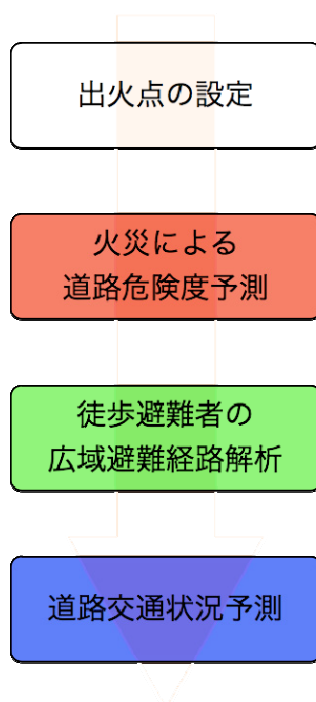 出火点の設定
火災による
道路危険度予測
徒歩避難者の
広域避難経路解析
道路交通状況予測